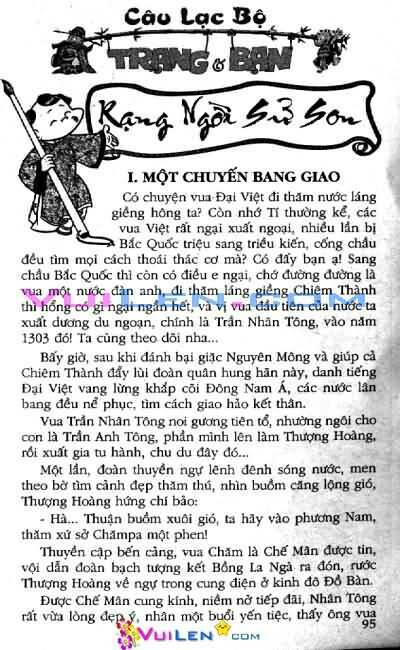 Câu Lạc Bộ
TRẠNG & BẠN
Rạng Ngời Sử Son
I. MỘT CHUYẾN BANG GIAO
Có chuyện vua Đại Việt đi thăm nước láng
giềng hông ta? Còn nhớ Tí thường kể, các
vua Việt rất ngại xuất ngoại, nhiều lần bị
Bắc Quốc triệu sang triều kiến, cống chầu
đều tìm mọi cách thoái thác cơ mà? Có đấy bạn ạ! Sang
chầu Bắc Quốc thì còn có điều e ngại, chớ đường đường là
vua một nước đàn anh, đi thăm láng giềng Chiêm Thành
thì hổng có gì ngại ngần hết, và vị vua đầu tiên của nước ta
xuất dương du ngoạn, chính là Trần Nhân Tông, vào năm
1303 đó! Ta cùng theo dõi nha...
Bấy giờ, sau khi đánh bại giặc Nguyên Mông và giúp cả
Chiêm Thành đẩy lùi đoàn quân hung hãn này, danh tiếng
Đại Việt vang lừng khắp cõi Đông Nam Á, các nước lân
bang đều nể phục, tìm cách giao hảo kết thân.
Vua Trần Nhân Tông noi gương tiên tổ, nhường ngôi cho
con là Trần Anh Tông, phần mình lên làm Thượng Hoàng,
rồi xuất gia tu hành, chu du đây đó...
Một lần, đoàn thuyền ngự lênh đênh sóng nước, men
theo bờ tìm cảnh đẹp thăm thú, nhìn buồm căng lộng gió,
Thượng Hoàng hứng chí bảo:
- Hà... Thuận buồm xuôi gió, ta hãy vào phương Nam,
thăm xứ sở Chămpa một phen!
Thuyền cập bến cảng, vua Chăm là Chế Mân được tin,
vội dẫn đoàn bạch tượng kết Bồng La Ngà ra đón, rước
Thượng Hoàng về ngự trong cung điện ở kinh đô Đồ Bàn.
Được Chế Mân cung kính, niềm nở tiếp đãi, Nhân Tông
rất vừa lòng đẹp ý, nhân một buổi yến tiệc, thấy ông vua
95
VUILEN.COM
VUILEN.COM